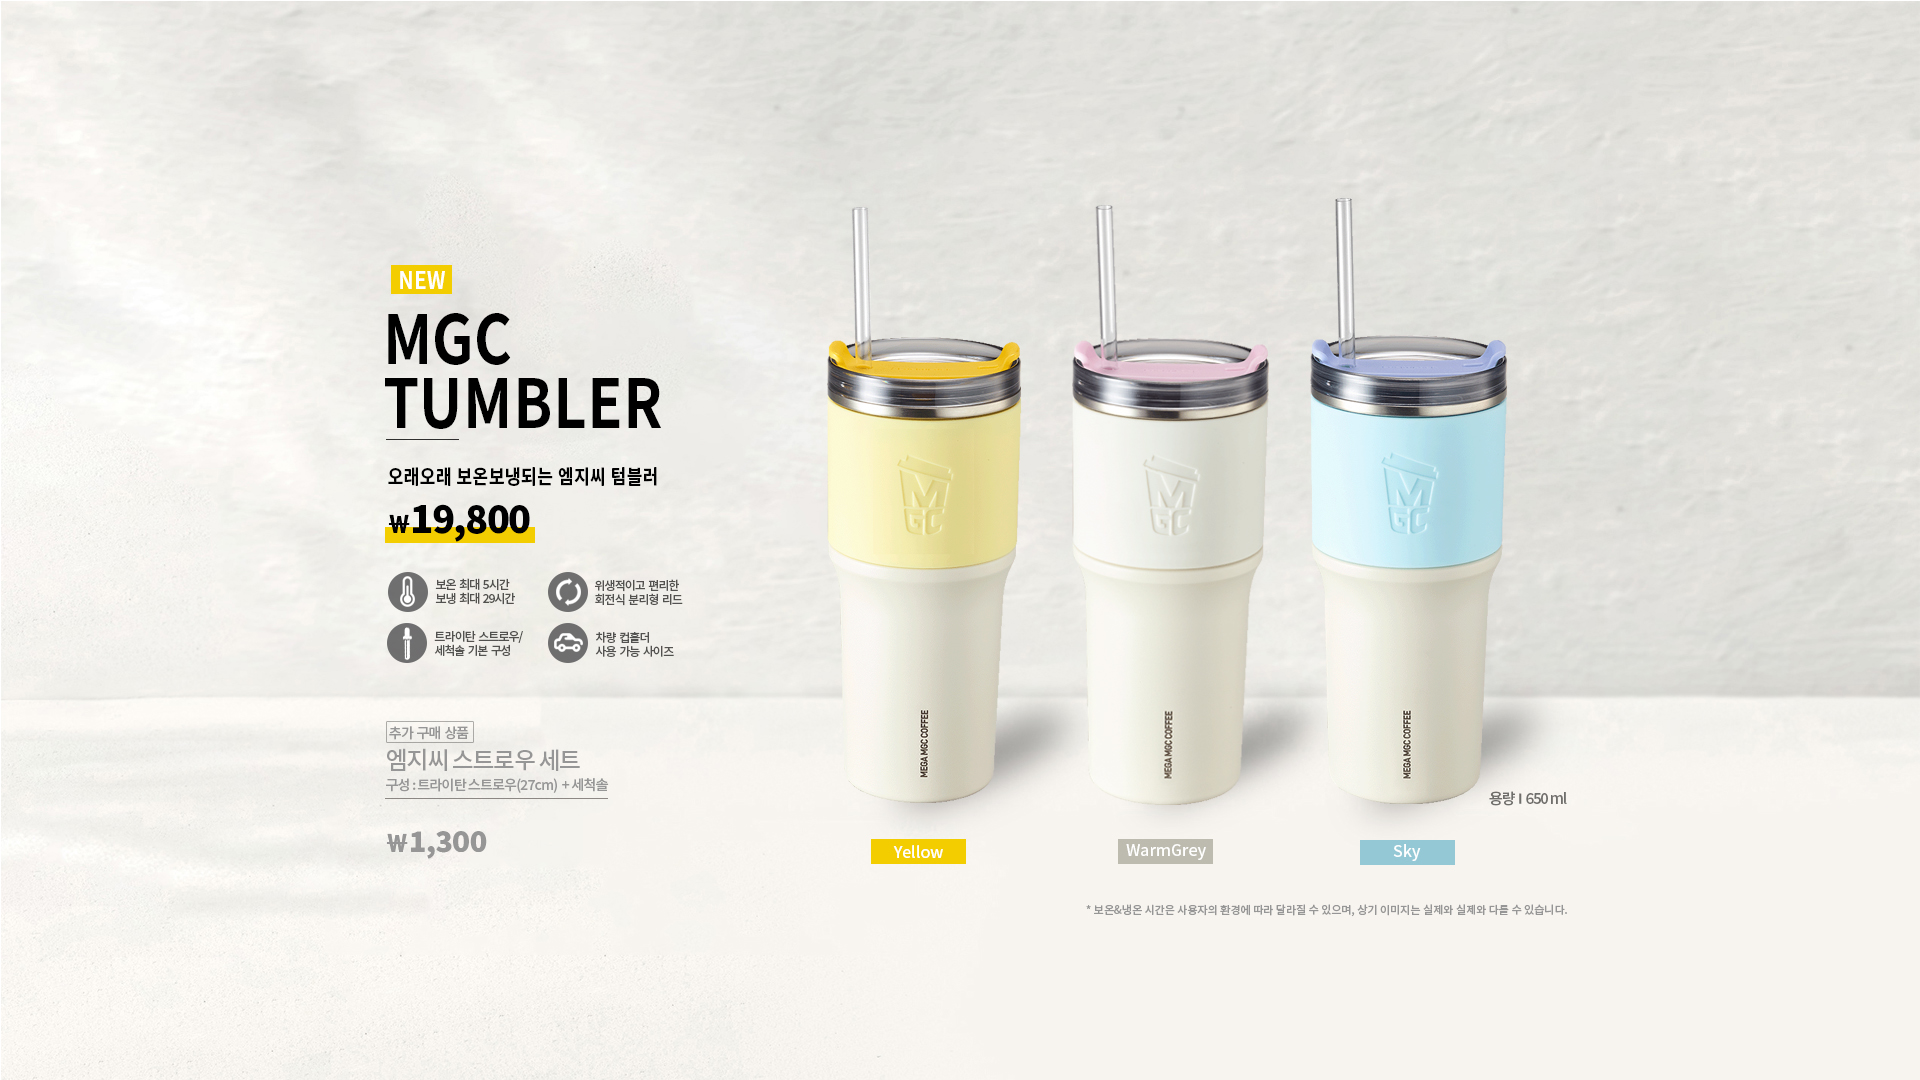 NEW
MGC
TUMBLER
오래오래 보온보냉되는 엠지씨 텀블러
₩19,800
보온 최대 5시간
보냉 최대 29시간
위생적이고 편리한
회전식 분리형 리드
트라이탄 스트로우/
세척솔 기본 구성
차량 컵홀더
사용 가능 사이즈
추가 구매 상품
엠지씨 스트로우 세트
구성 : 트라이탄 스트로우(27cm) + 세척솔
₩1,300
M
GC
M
GC
M
GC
MEGA MGC COFFEE
MEGA MGC COFFEE
MEGA MGC COFFEE
용량 I 650 ml
Yellow
WarmGrey
Sky
* 보온&냉온 시간은 사용자의 환경에 따라 달라질 수 있으며, 상기 이미지는 실제와 실제와 다를 수 있습니다.